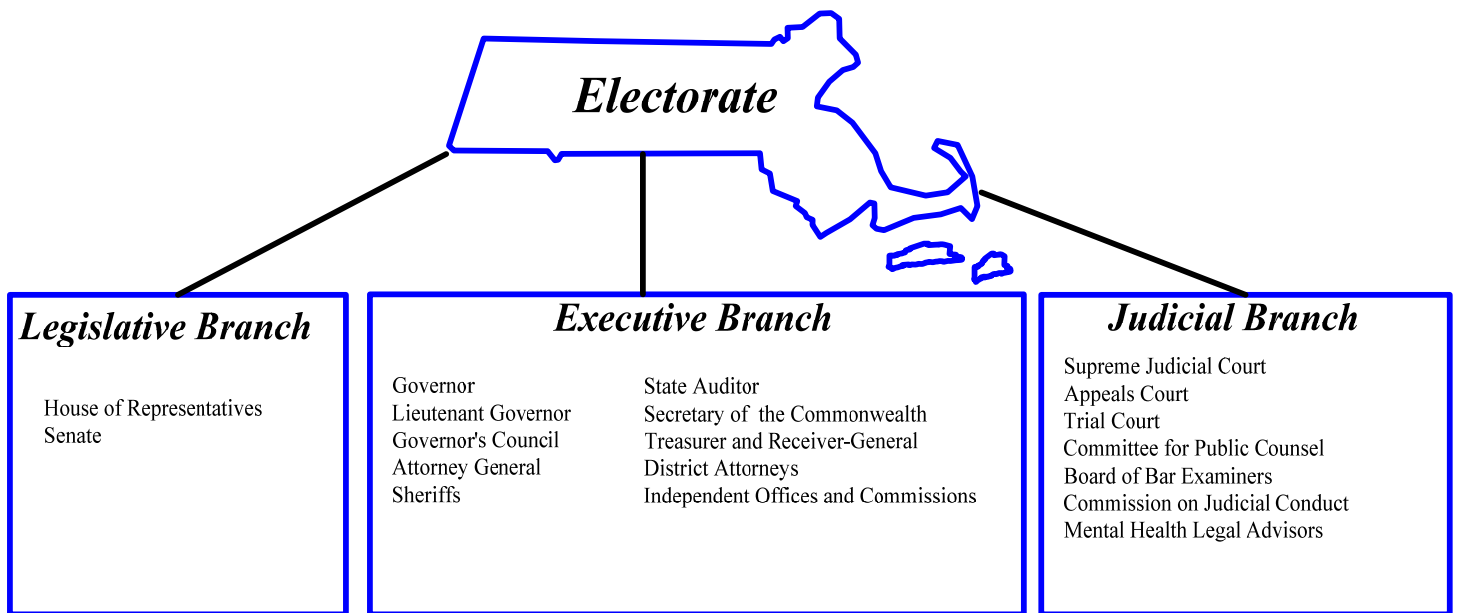 Electorate
Legislative Branch
House of Representatives
Senate
Executive Branch
Governor
Lieutenant Governor
Governor's Council
Attorney General
Sheriffs
State Auditor
Secretary of the Commonwealth
Treasurer and Receiver-General
District Attorneys
Independent Offices and Commissions
Judicial Branch
Supreme Judicial Court
Appeals Court
Trial Court
Committee for Public Counsel
Board of Bar Examiners
Commission on Judicial Conduct
Mental Health Legal Advisors